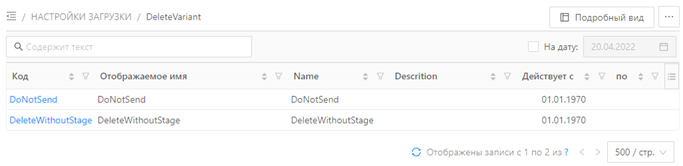 / НАСТРОЙКИ ЗАГРУЗКИ / DeleteVariant
Подробный вид
Содержит текст
На дату: 20.04.2022
Код Отображаемое имя Name Descrition Действует с по
DoNotSend DoNotSend DoNotSend 01.01.1970
DeleteWithoutStage DeleteWithoutStage DeleteWithoutStage 01.01.1970
Отображены записи с 1 по 2 из ? < > 500 / стр.